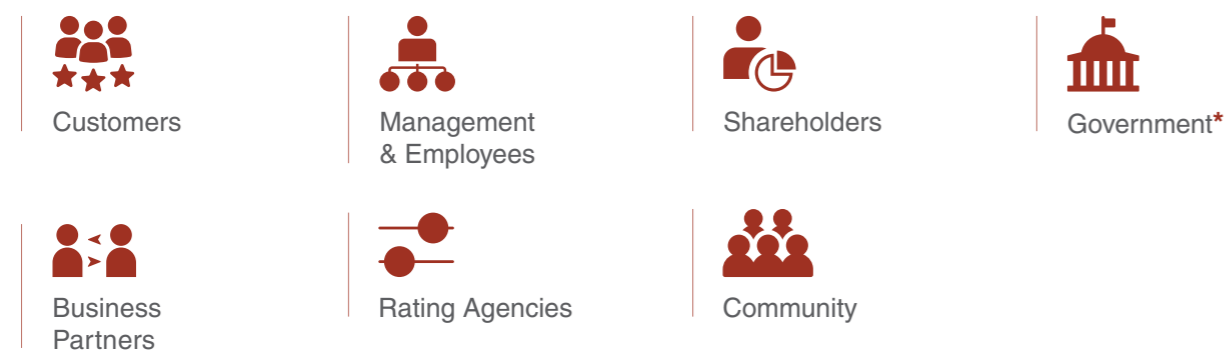 Customers
Management
& Employees
Shareholders
Government*
Business
Partners
Rating Agencies
Community